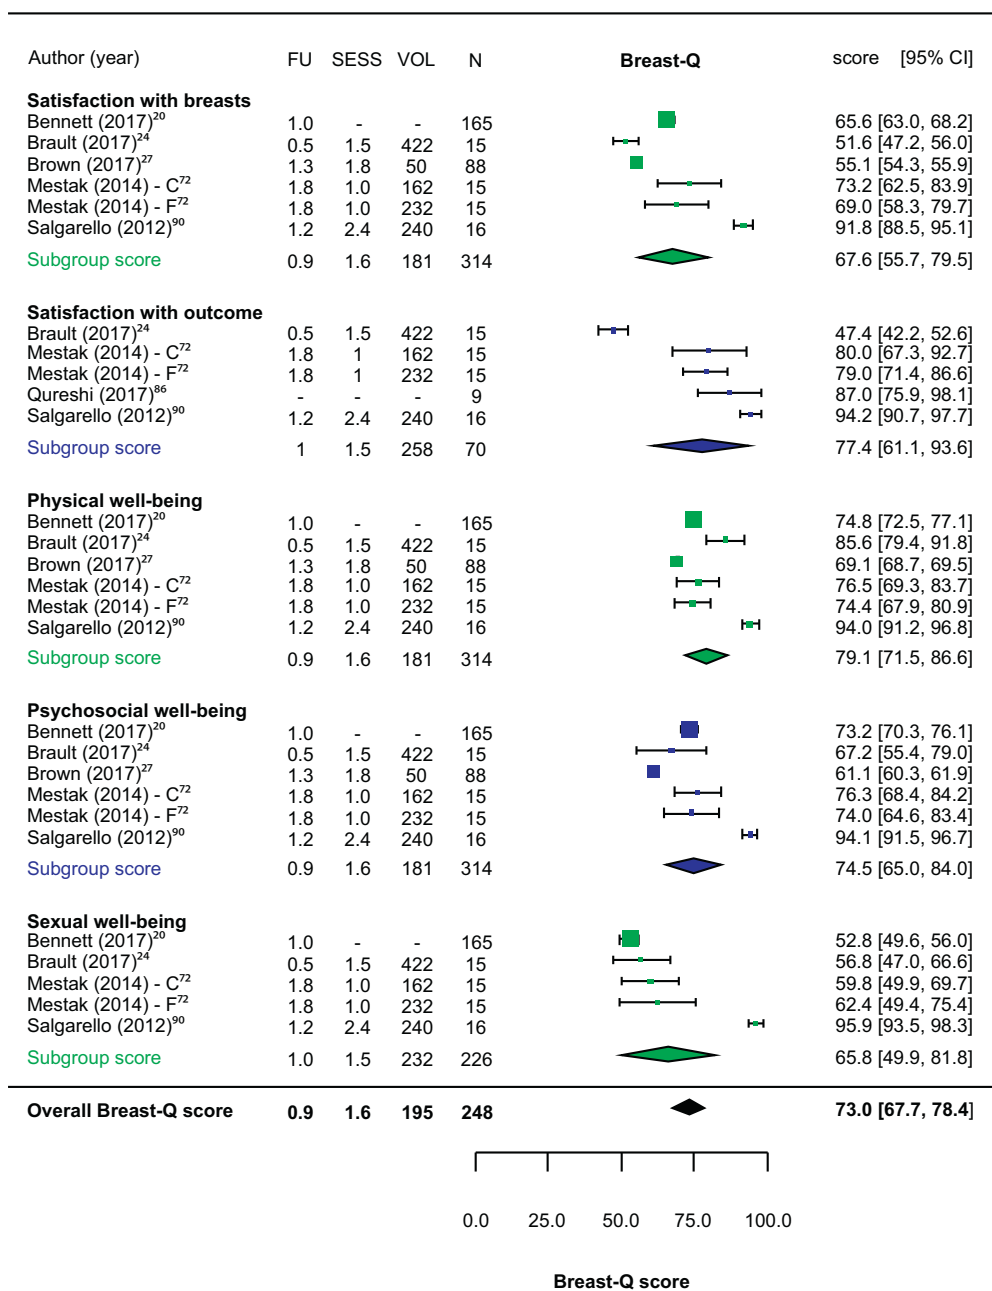 Author (year) FU SESS VOL N Breast-Q score [95% CI]
Satisfaction with breasts
Bennett (2017)²⁰ 1.0 - - 165 65.6 [63.0, 68.2]
Brault (2017)²⁴ 0.5 1.5 422 15 51.6 [47.2, 56.0]
Brown (2017)²⁷ 1.3 1.8 50 88 55.1 [54.3, 55.9]
Mestak (2014) - C⁷² 1.8 1.0 162 15 73.2 [62.5, 83.9]
Mestak (2014) - F⁷² 1.8 1.0 232 15 69.0 [58.3, 79.7]
Salgarello (2012)⁹⁰ 1.2 2.4 240 16 91.8 [88.5, 95.1]
Subgroup score 0.9 1.6 181 314 67.6 [55.7, 79.5]
Satisfaction with outcome
Brault (2017)²⁴ 0.5 1.5 422 15 47.4 [42.2, 52.6]
Mestak (2014) - C⁷² 1.8 1 162 15 80.0 [67.3, 92.7]
Mestak (2014) - F⁷² 1.8 1 232 15 79.0 [71.4, 86.6]
Qureshi (2017)⁸⁶ - - - 9 87.0 [75.9, 98.1]
Salgarello (2012)⁹⁰ 1.2 2.4 240 16 94.2 [90.7, 97.7]
Subgroup score 1 1.5 258 70 77.4 [61.1, 93.6]
Physical well-being
Bennett (2017)²⁰ 1.0 - - 165 74.8 [72.5, 77.1]
Brault (2017)²⁴ 0.5 1.5 422 15 85.6 [79.4, 91.8]
Brown (2017)²⁷ 1.3 1.8 50 88 69.1 [68.7, 69.5]
Mestak (2014) - C⁷² 1.8 1.0 162 15 76.5 [69.3, 83.7]
Mestak (2014) - F⁷² 1.8 1.0 232 15 74.4 [67.9, 80.9]
Salgarello (2012)⁹⁰ 1.2 2.4 240 16 94.0 [91.2, 96.8]
Subgroup score 0.9 1.6 181 314 79.1 [71.5, 86.6]
Psychosocial well-being
Bennett (2017)²⁰ 1.0 - - 165 73.2 [70.3, 76.1]
Brault (2017)²⁴ 0.5 1.5 422 15 67.2 [55.4, 79.0]
Brown (2017)²⁷ 1.3 1.8 50 88 61.1 [60.3, 61.9]
Mestak (2014) - C⁷² 1.8 1.0 162 15 76.3 [68.4, 84.2]
Mestak (2014) - F⁷² 1.8 1.0 232 15 74.0 [64.6, 83.4]
Salgarello (2012)⁹⁰ 1.2 2.4 240 16 94.1 [91.5, 96.7]
Subgroup score 0.9 1.6 181 314 74.5 [65.0, 84.0]
Sexual well-being
Bennett (2017)²⁰ 1.0 - - 165 52.8 [49.6, 56.0]
Brault (2017)²⁴ 0.5 1.5 422 15 56.8 [47.0, 66.6]
Mestak (2014) - C⁷² 1.8 1.0 162 15 59.8 [49.9, 69.7]
Mestak (2014) - F⁷² 1.8 1.0 232 15 62.4 [49.4, 75.4]
Salgarello (2012)⁹⁰ 1.2 2.4 240 16 95.9 [93.5, 98.3]
Subgroup score 1.0 1.5 232 226 65.8 [49.9, 81.8]
Overall Breast-Q score 0.9 1.6 195 248 73.0 [67.7, 78.4]
0.0 25.0 50.0 75.0 100.0
Breast-Q score